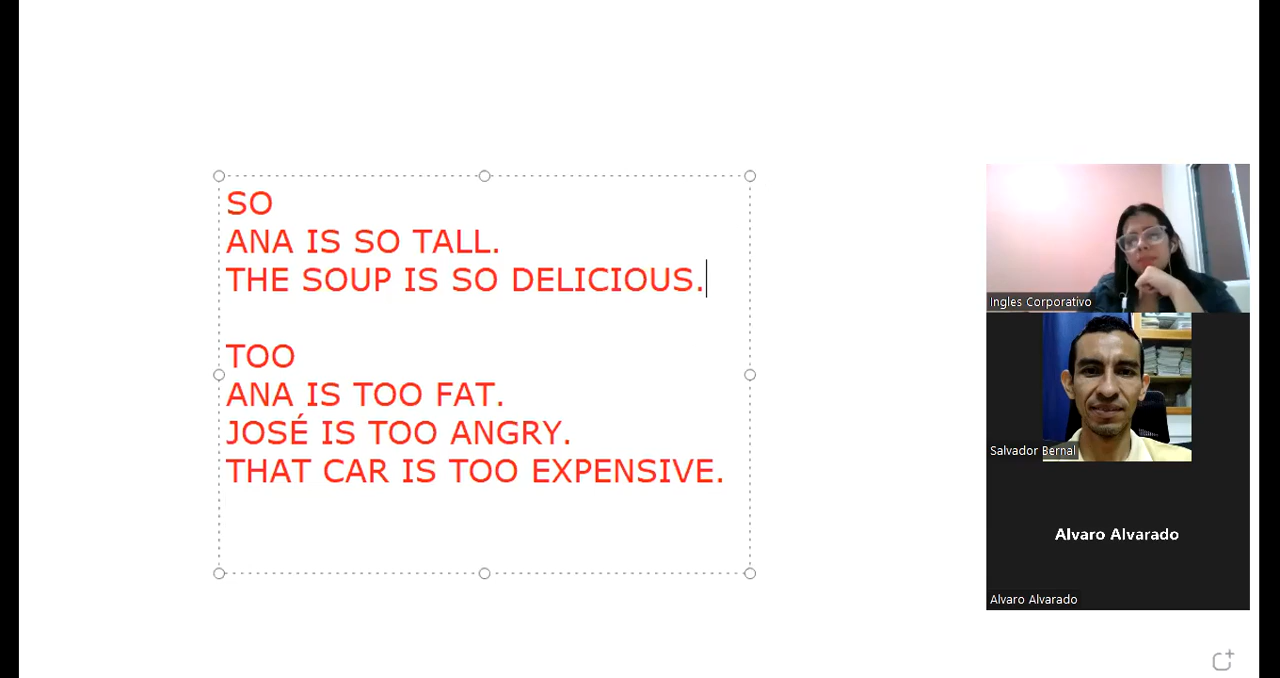 SO
ANA IS SO TALL.
THE SOUP IS SO DELICIOUS.
TOO
ANA IS TOO FAT.
JOSÉ IS TOO ANGRY.
THAT CAR IS TOO EXPENSIVE.
Ingles Corporativo
Salvador Bernal
Alvaro Alvarado
Alvaro Alvarado